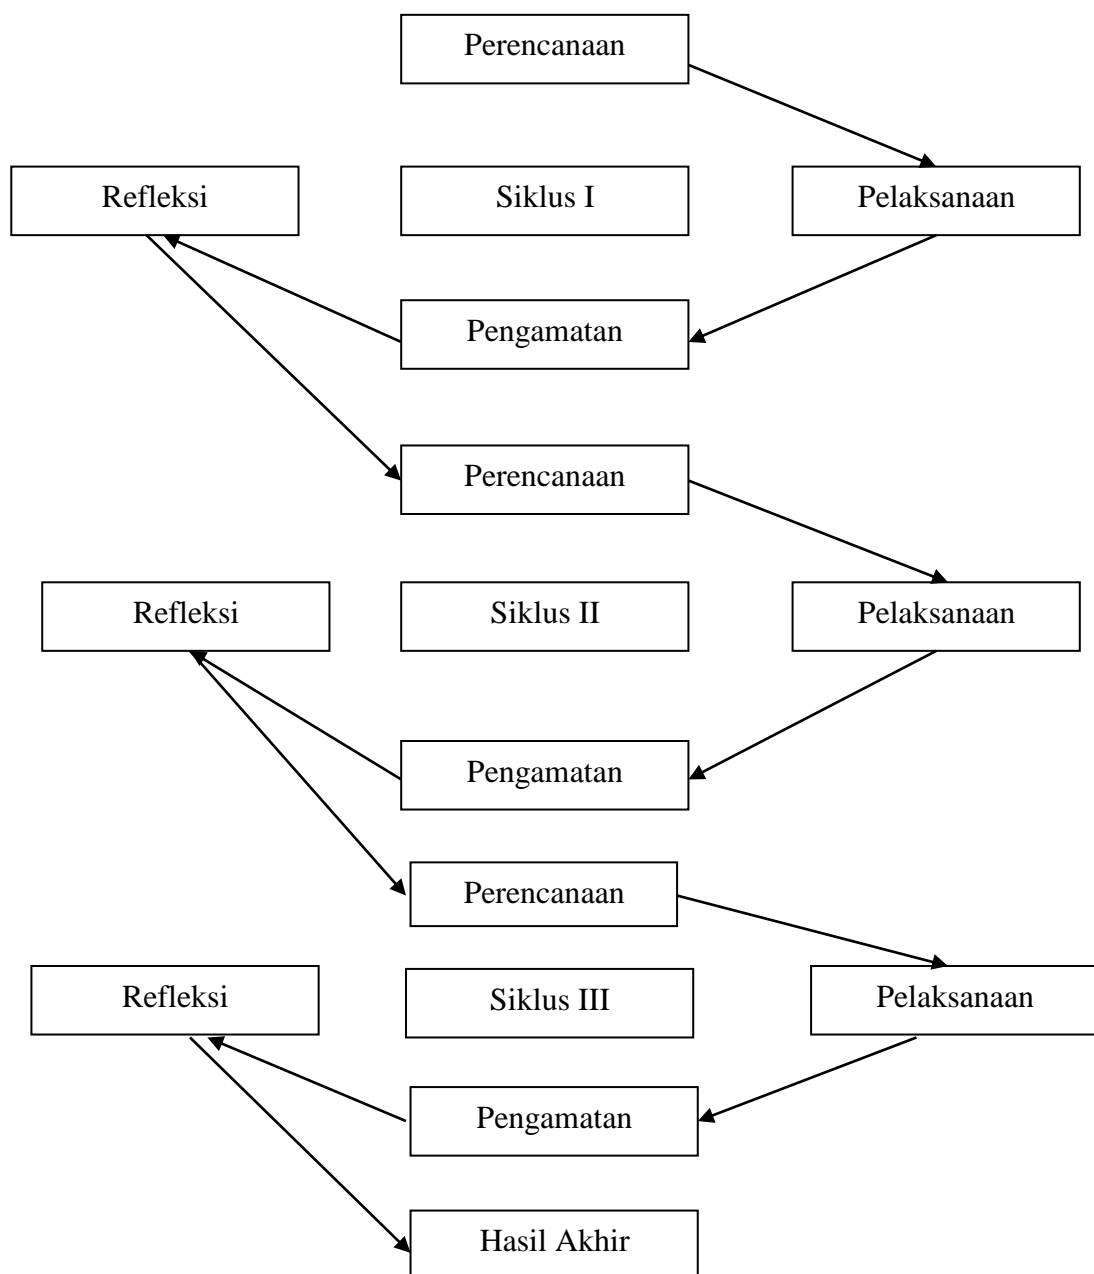 Perencanaan
Refleksi
Siklus I
Pelaksanaan
Pengamatan
Perencanaan
Refleksi
Siklus II
Pelaksanaan
Pengamatan
Perencanaan
Refleksi
Siklus III
Pelaksanaan
Pengamatan
Hasil Akhir